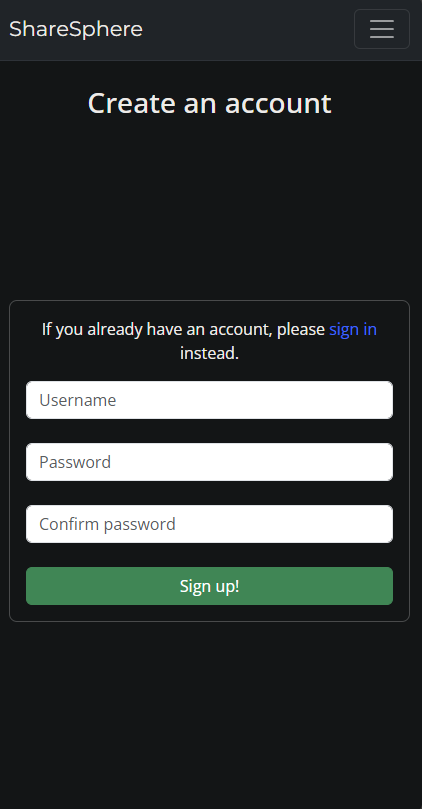 ShareSphere
Create an account
If you already have an account, please sign in
instead.
Username
Password
Confirm password
Sign up!